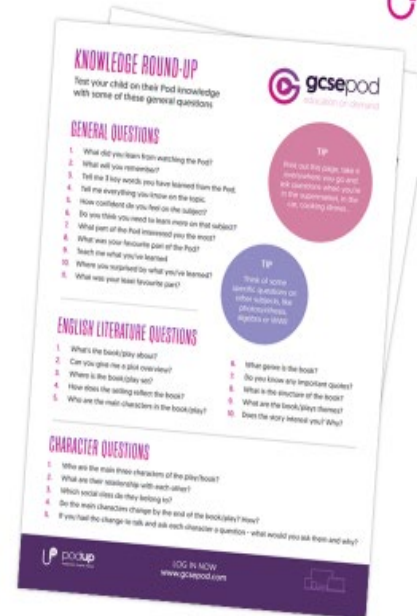 KNOWLEDGE ROUND-UP
Test your child on their Pod knowledge
with some of these general questions
gcsepod
education on demand
GENERAL QUESTIONS
1. What did you learn from watching the Pod?
2. What will you remember?
3. Tell me 3 key words you have learned from the Pod.
4. Tell me everything you know on the topic.
5. How confident do you feel on the subject?
6. Do you think you need to learn more on that subject?
7. What part of the Pod interested you the most?
8. What was your favourite part of the Pod?
9. Teach me what you've learned
10. Where you surprised by what you've learned?
11. What was your least favourite part?
TIP
Print out this page, take it
everywhere you go and
ask questions when you're
in the supermarket, in the
car, cooking dinner...
TIP
Think of some
specific questions on
other subjects, like
photosynthesis,
algebra or WWII
ENGLISH LITERATURE QUESTIONS
1. What's the book/play about?
2. Can you give me a plot overview?
3. Where is the book/play set?
4. How does the setting reflect the book?
5. Who are the main characters in the book/play?
6. What genre is the book?
7. Do you know any important quotes?
8. What is the structure of the book?
9. What are the book/plays themes?
10. Does the story interest you? Why?
CHARACTER QUESTIONS
1. Who are the main three characters of the play/book?
2. What are their relationship with each other?
3. Which social class do they belong to?
4. Do the main characters change by the end of the book/play? How?
5. If you had the change to talk and ask each character a question - what would you ask them and why?
podup
LOG IN NOW
www.gcsepod.com